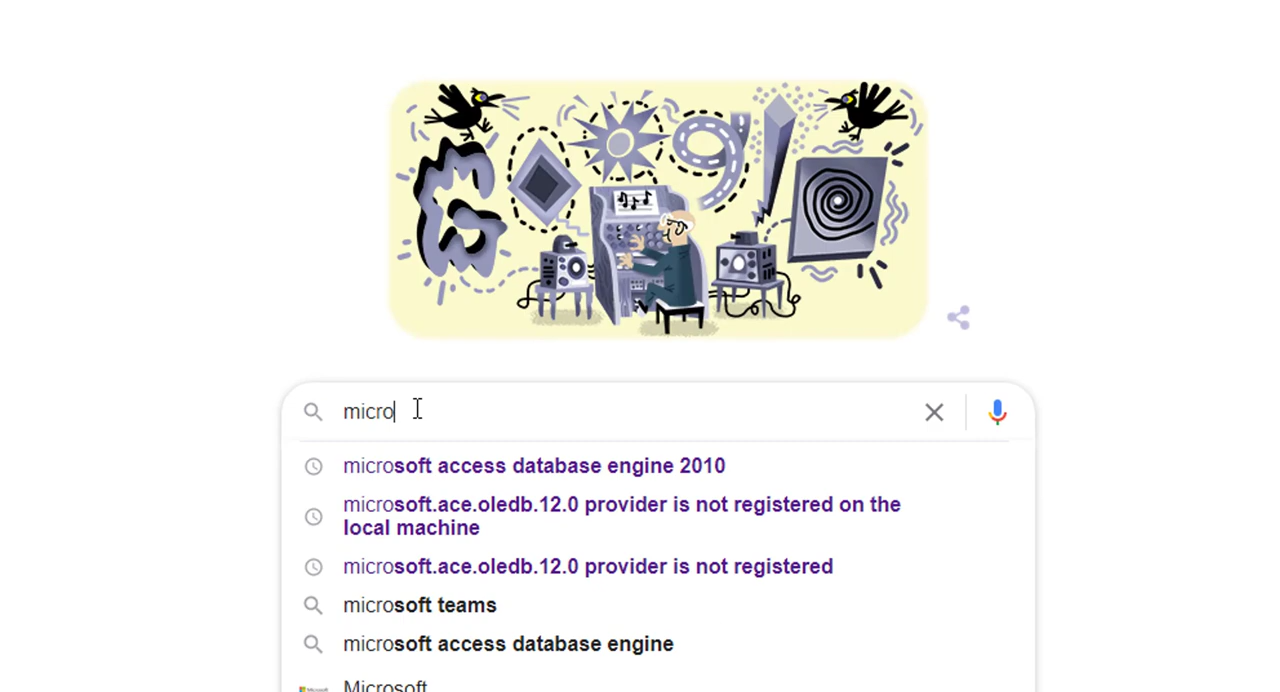 micro
microsoft access database engine 2010
microsoft.ace.oledb.12.0 provider is not registered on the
local machine
microsoft.ace.oledb.12.0 provider is not registered
microsoft teams
microsoft access database engine
Microsoft
Microsoft